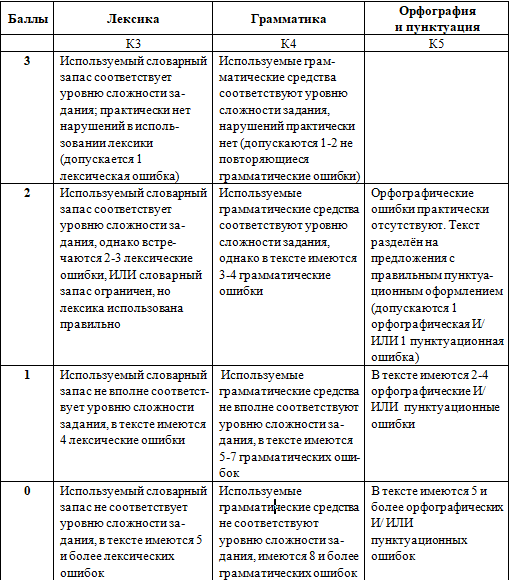 Баллы
Лексика
Грамматика
Орфография
и пунктуация
К3
К4
К5
3
Используемый словарный
запас соответствует
уровню сложности за-
дания; практически нет
нарушений в исполь-
зовании лексики
(допускается 1
лексическая ошибка)
Используемые грам-
матические средства
соответствуют уровню
сложности задания,
нарушений практически
нет (допускаются 1-2 не
повторяющиеся
грамматические ошибки)
2
Используемый словарный
запас соответствует
уровню сложности за-
дания, однако встре-
чаются 2-3 лексические
ошибки, ИЛИ словарный
запас ограничен, но
лексика использована
правильно
Используемые
грамматические средства
соответствуют уровню
сложности задания,
однако в тексте имеются
3-4 грамматические
ошибки
Орфографические
ошибки практически
отсутствуют. Текст
разделён на
предложения с
правильным пунктуа-
ционным оформлением
(допускаются 1
орфографическая И/
ИЛИ 1 пунктуационная
ошибка)
1
Используемый словарный
запас не вполне соответст-
вует уровню сложности
задания, в тексте имеются
4 лексические ошибки
Используемые
грамматические средства
не вполне соответствуют
уровню сложности за-
дания, в тексте имеются
5-7 грамматических оши-
бок
В тексте имеются 2-4
орфографические И/
ИЛИ пунктуационные
ошибки
0
Используемый словарный
запас не соответствует
уровню сложности за-
дания, в тексте имеются 5
и более лексических
ошибок
Используемые
грамматические средства
не соответствуют
уровню сложности за-
дания, имеются 8 и более
грамматических ошибок
В тексте имеются 5 и
более орфографических
И/ ИЛИ
пунктуационных
ошибок